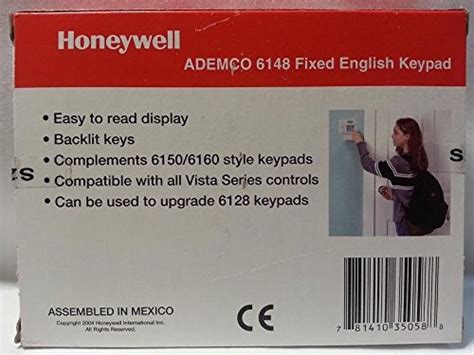 Honeywell
ADEMCO 6148 Fixed English Keypad
• Easy to read display
• Backlit keys
• Complements 6150/6160 style keypads
• Compatible with all Vista Series controls
• Can be used to upgrade 6128 keypads
ASSEMBLED IN MEXICO
Copyright 2004 Honeywell International Inc.
All Rights Reserved.
CE
7 81410 35058 8